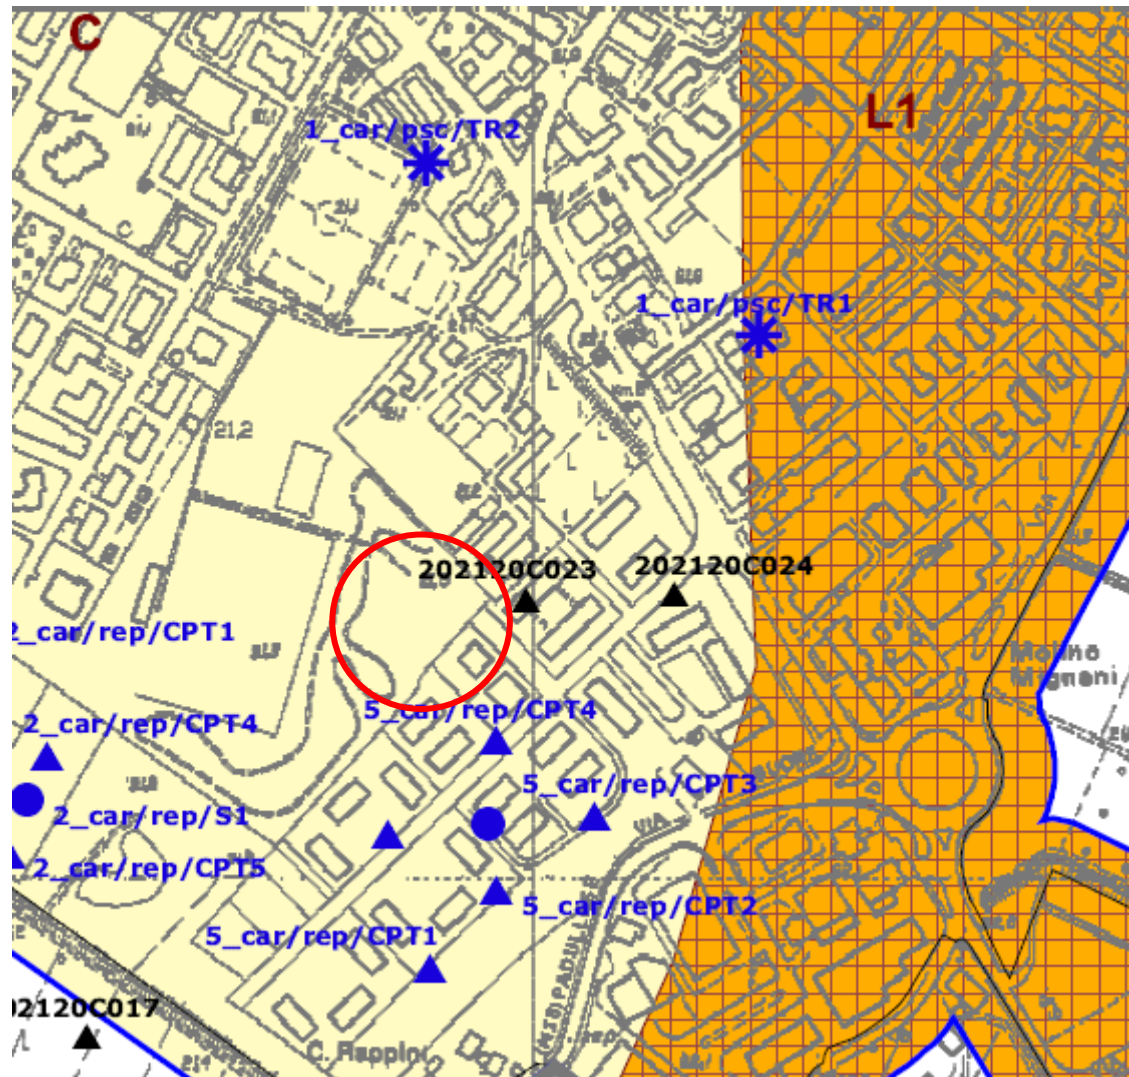 C
L1
1_car/psc/TR2
1_car/psc/TR1
21,2
202120C023
202120C024
2_car/rep/CPT1
Molino
Mignani
5_car/rep/CPT4
2_car/rep/CPT4
5_car/rep/CPT3
2_car/rep/S1
VIA
2_car/rep/CPT5
5_car/rep/CPT2
5_car/rep/CPT1
02120C017
C. Rappini